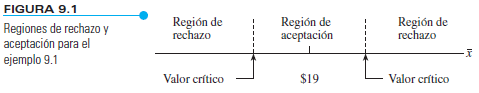 FIGURA 9.1
Regiones de rechazo y
aceptación para el
ejemplo 9.1
Región de
rechazo
Región de
aceptación
Región de
rechazo
x̄
Valor crítico
$19
Valor crítico